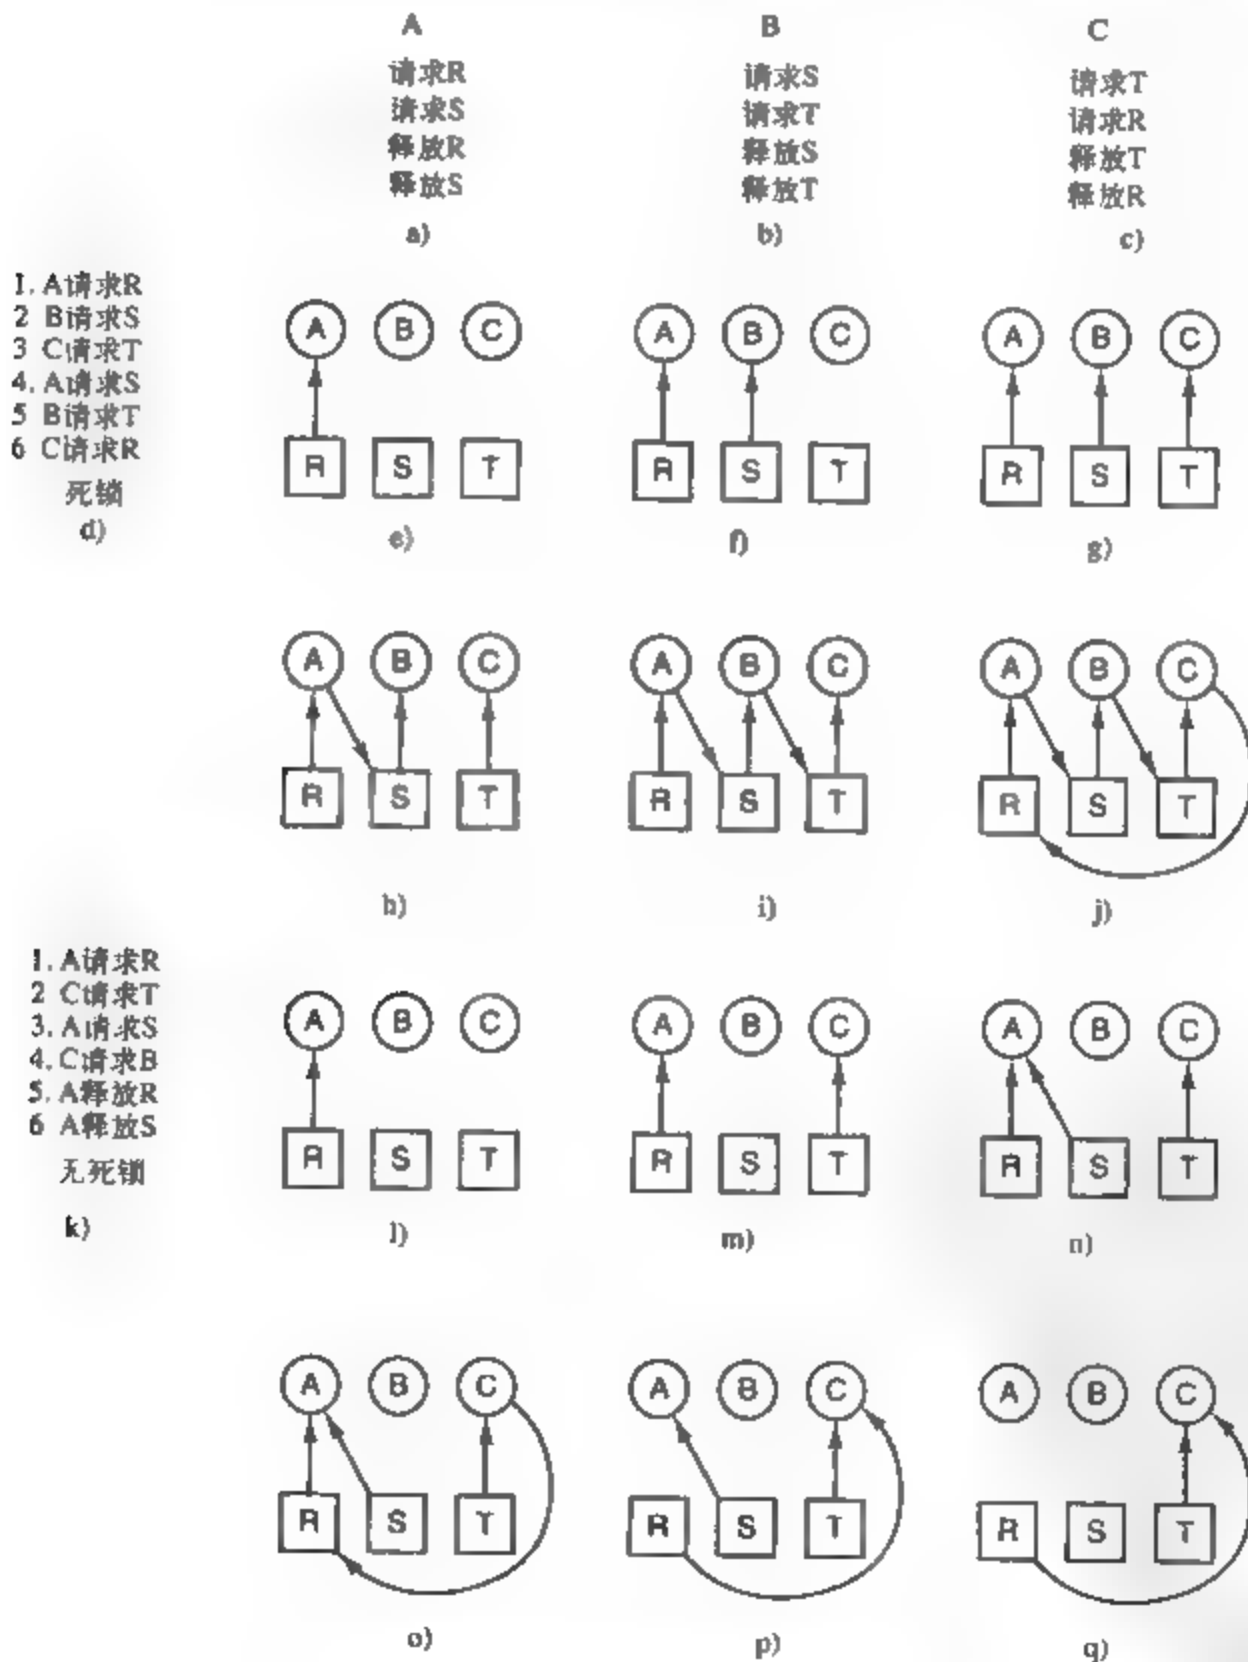 A
B
C
请求R
请求S
释放R
释放S
请求S
请求T
释放S
释放T
请求T
请求R
释放T
释放R
a)
b)
c)
1. A请求R
2 B请求S
3 C请求T
4. A请求S
5 B请求T
6 C请求R
死锁
d)
A B C
R S T
e)
A B C
R S T
f)
A B C
R S T
g)
A B C
R S T
h)
A B C
R S T
i)
A B C
R S T
j)
1. A请求R
2 C请求T
3. A请求S
4. C请求B
5. A释放R
6 A释放S
无死锁
k)
A B C
R S T
l)
A B C
R S T
m)
A B C
R S T
n)
A B C
R S T
o)
A B C
R S T
p)
A B C
R S T
q)